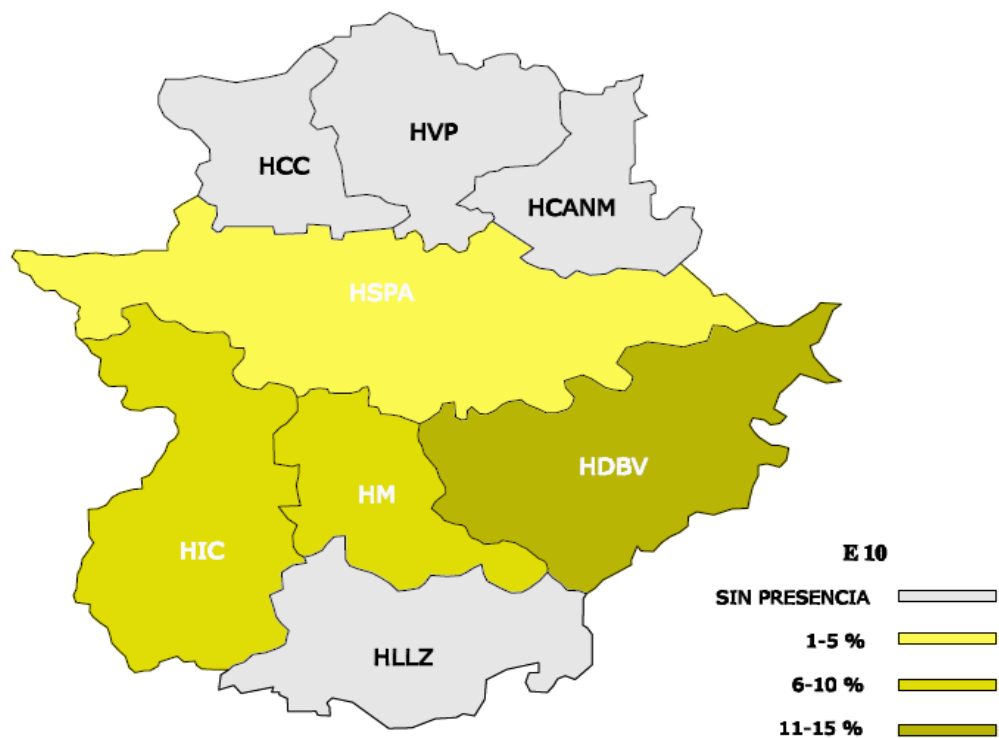 HVP
HCC
HCANM
HSPA
HDBV
HM
HIC
E 10
SIN PRESENCIA
1-5 %
HLLZ
6-10 %
11-15 %